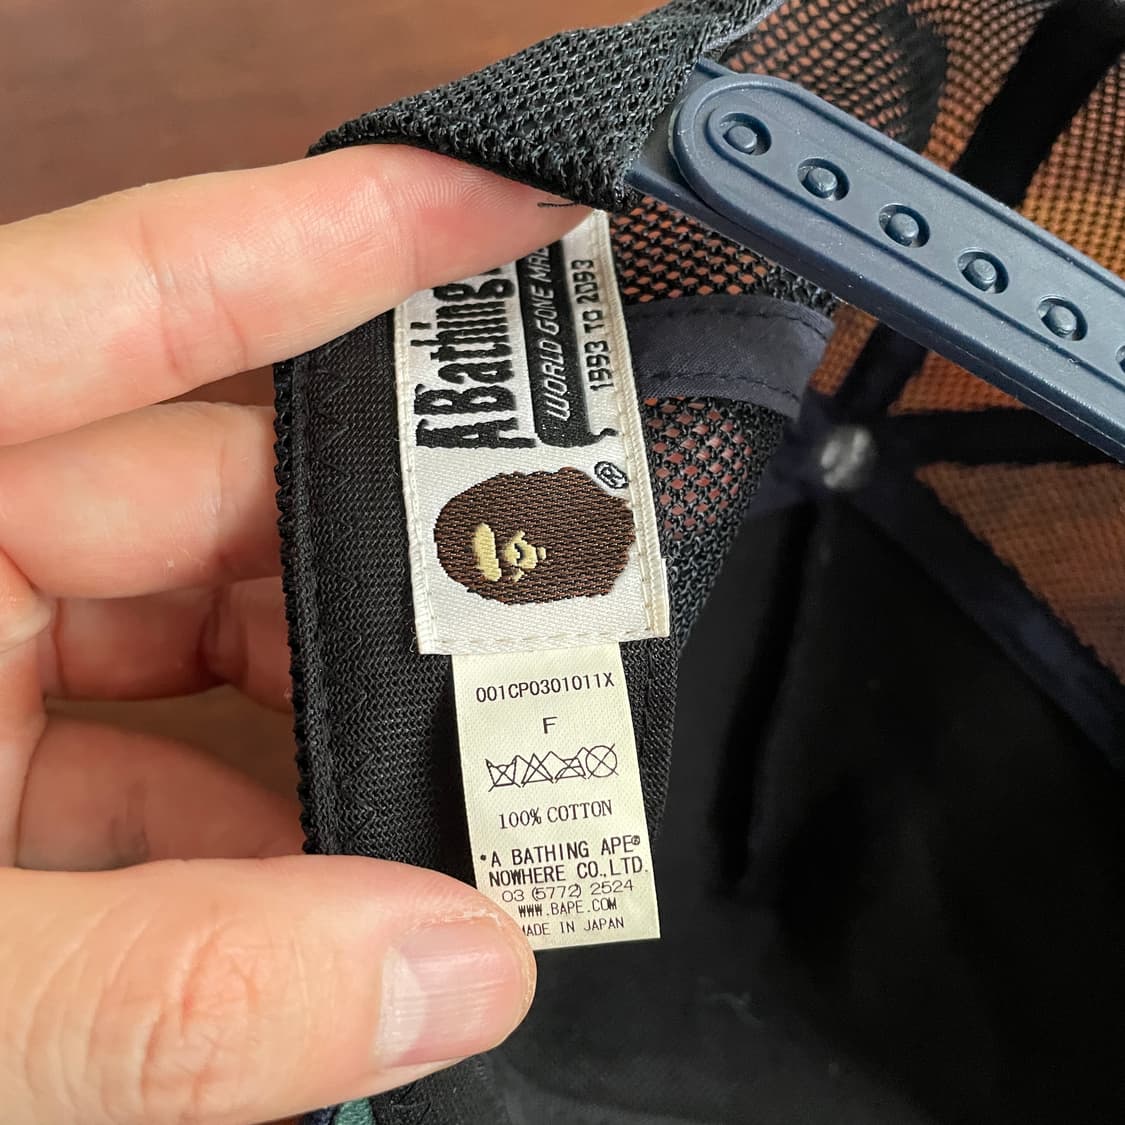 A Bathing
WORLD GONE MAD
1993 TO 2093
®
001CP0301011X
F
100% COTTON
*A BATHING APE®
NOWHERE CO.,LTD.
03 (5772) 2524
WWW.BAPE.COM
MADE IN JAPAN